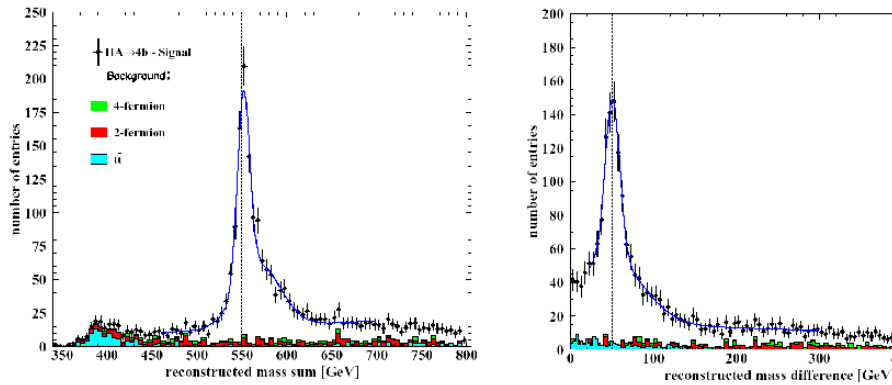 250
225
200
175
150
125
100
75
50
25
0
number of entries
HA→4b - Signal
Background:
4-fermion
2-fermion
340 400 450 500 550 600 650 700 750 800
reconstructed mass sum [GeV]
200
180
160
140
120
100
80
60
40
20
0
number of entries
0 100 200 300
reconstructed mass difference [GeV